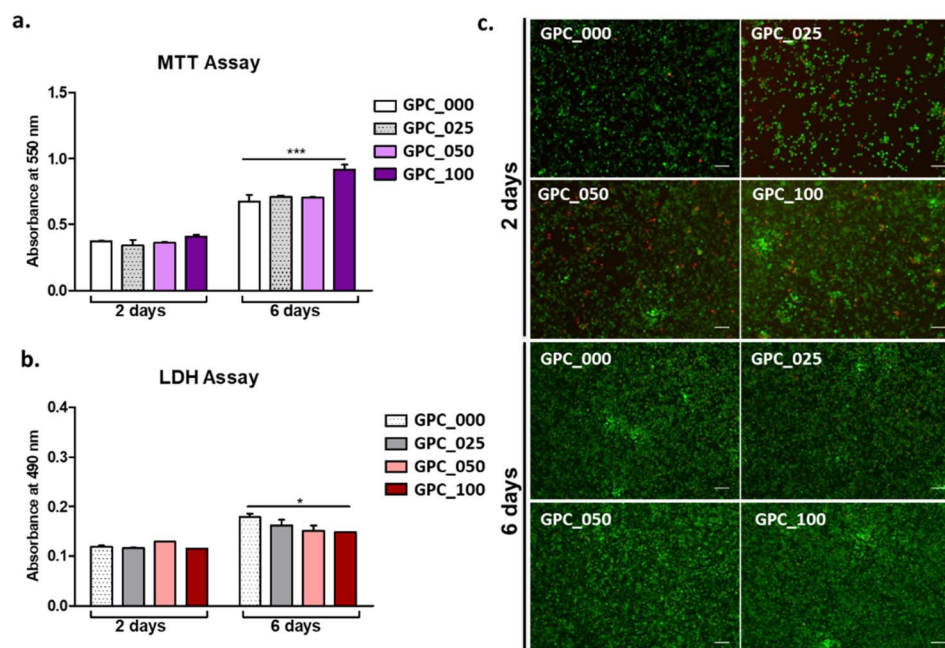 a.
MTT Assay
Absorbance at 550 nm
1.5
1.0
0.5
0.0
***
2 days
6 days
GPC_000
GPC_025
GPC_050
GPC_100
b.
LDH Assay
Absorbance at 490 nm
0.4
0.3
0.2
0.1
0.0
*
2 days
6 days
GPC_000
GPC_025
GPC_050
GPC_100
c.
2 days
GPC_000
GPC_025
GPC_050
GPC_100
6 days
GPC_000
GPC_025
GPC_050
GPC_100